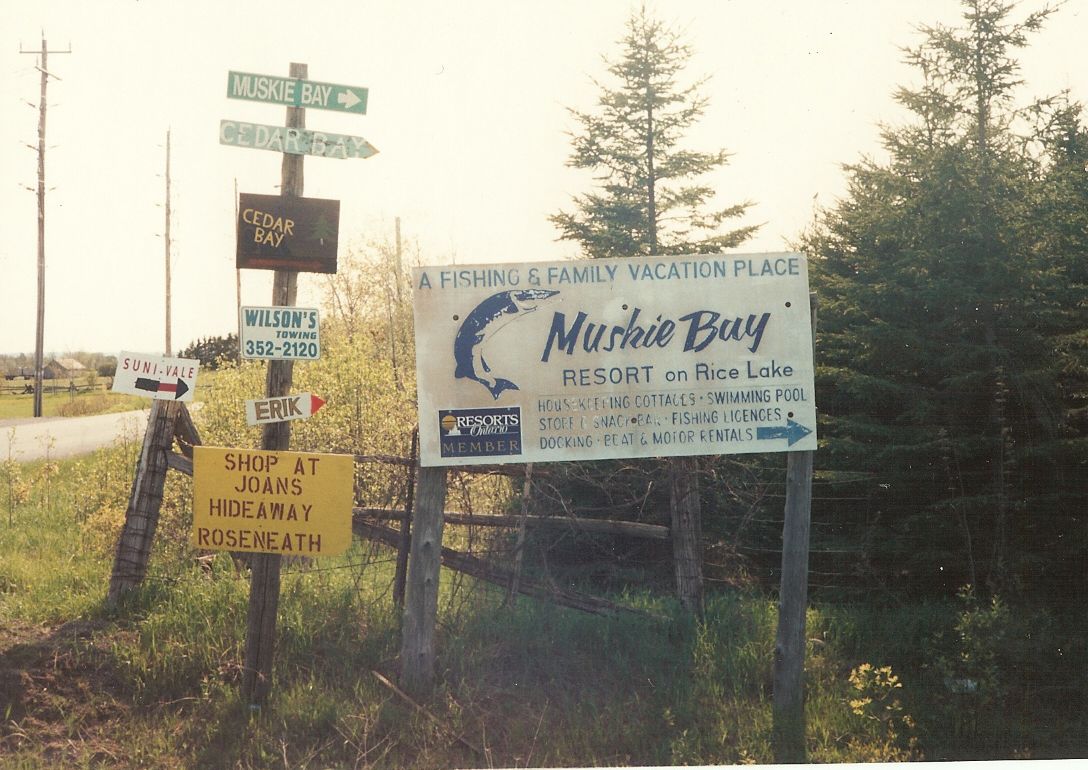 MUSKIE BAY
CEDAR BAY
CEDAR
BAY
WILSON'S
TOWING
352-2120
SUNI-VALE
ERIK
SHOP AT
JOANS
HIDEAWAY
ROSENEATH
A FISHING & FAMILY VACATION PLACE
Muskie Bay
RESORT on Rice Lake
HOUSEKEEPING COTTAGES · SWIMMING POOL
STORE & SNACK BAR · FISHING LICENCES
DOCKING · BOAT & MOTOR RENTALS
RESORTS
Ontario
MEMBER